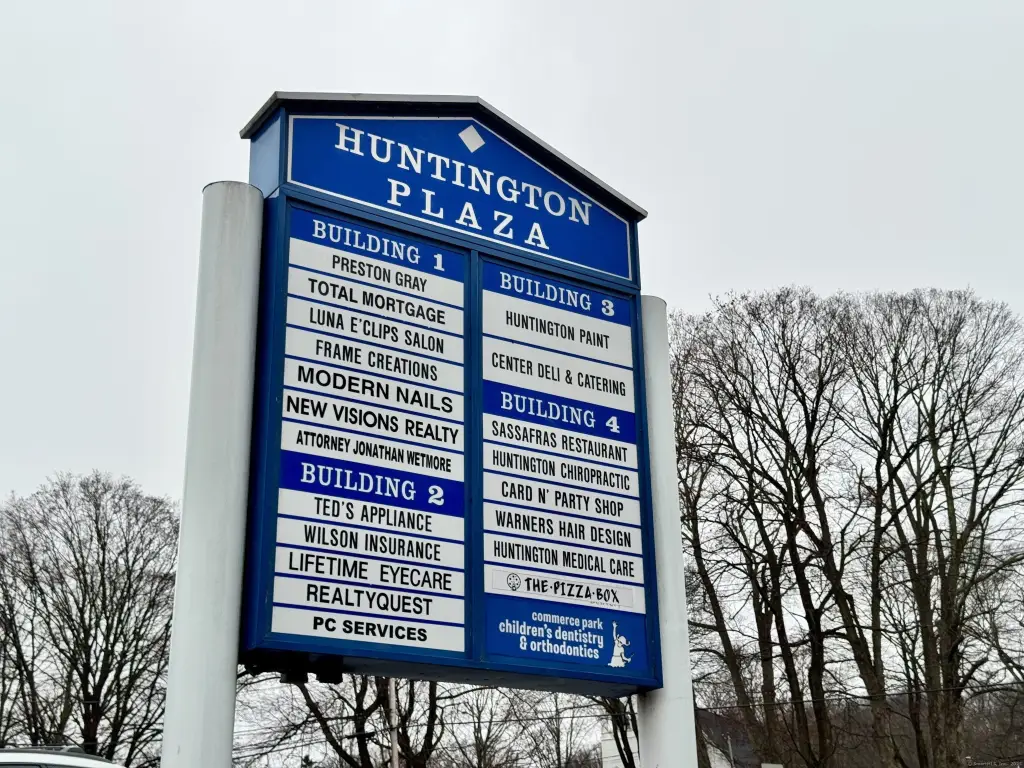 HUNTINGTON
PLAZA
BUILDING 1
PRESTON GRAY
TOTAL MORTGAGE
LUNA E'CLIPS SALON
FRAME CREATIONS
MODERN NAILS
NEW VISIONS REALTY
ATTORNEY JONATHAN WETMORE
BUILDING 2
TED'S APPLIANCE
WILSON INSURANCE
LIFETIME EYECARE
REALTYQUEST
PC SERVICES
BUILDING 3
HUNTINGTON PAINT
CENTER DELI & CATERING
BUILDING 4
SASSAFRAS RESTAURANT
HUNTINGTON CHIROPRACTIC
CARD N' PARTY SHOP
WARNERS HAIR DESIGN
HUNTINGTON MEDICAL CARE
THE·PIZZA·BOX
commerce park
children's dentistry
& orthodontics